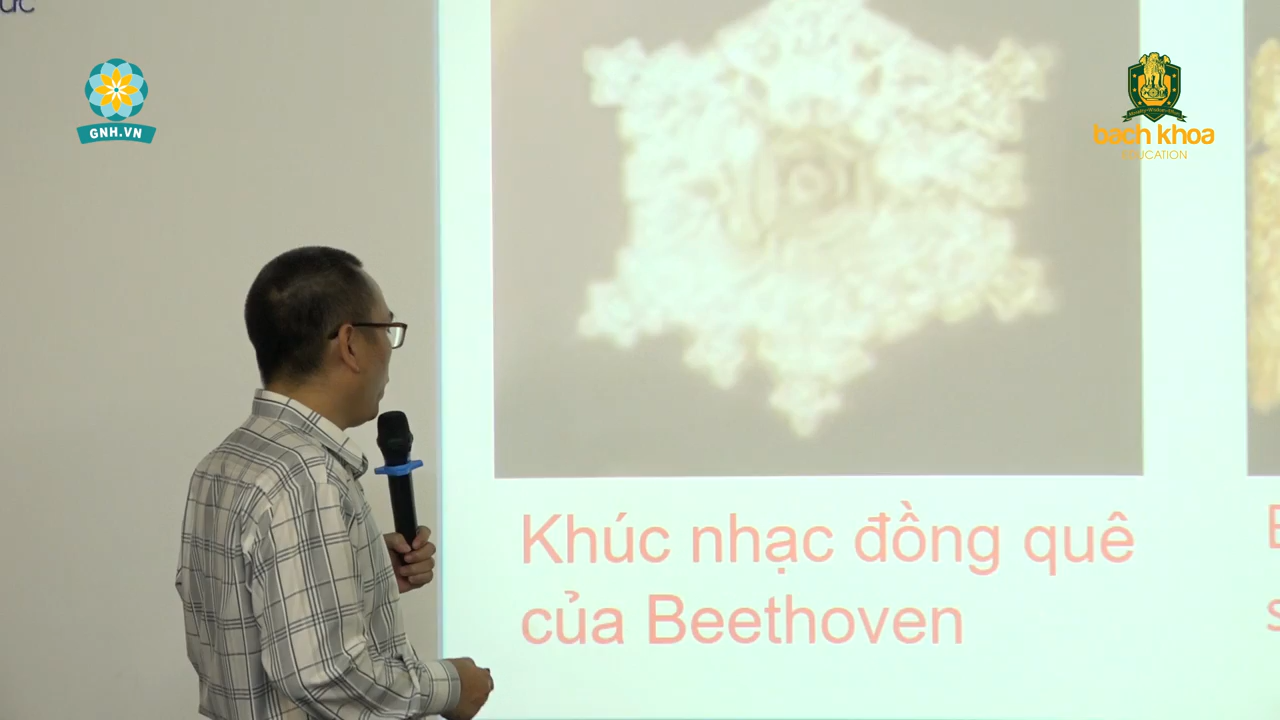 GNH.VN
bach khoa
EDUCATION
Khúc nhạc đồng quê
của Beethoven